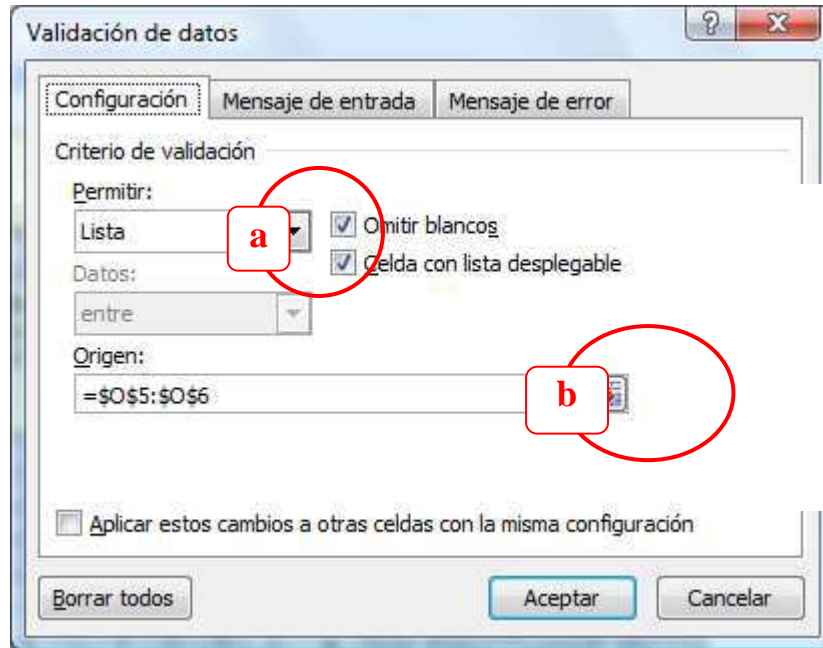 Validación de datos
Configuración Mensaje de entrada Mensaje de error
Criterio de validación
Permitir:
Lista
a
Omitir blancos
Celda con lista desplegable
Datos:
entre
Origen:
=$O$5:$O$6
b
Aplicar estos cambios a otras celdas con la misma configuración
Borrar todos Aceptar Cancelar